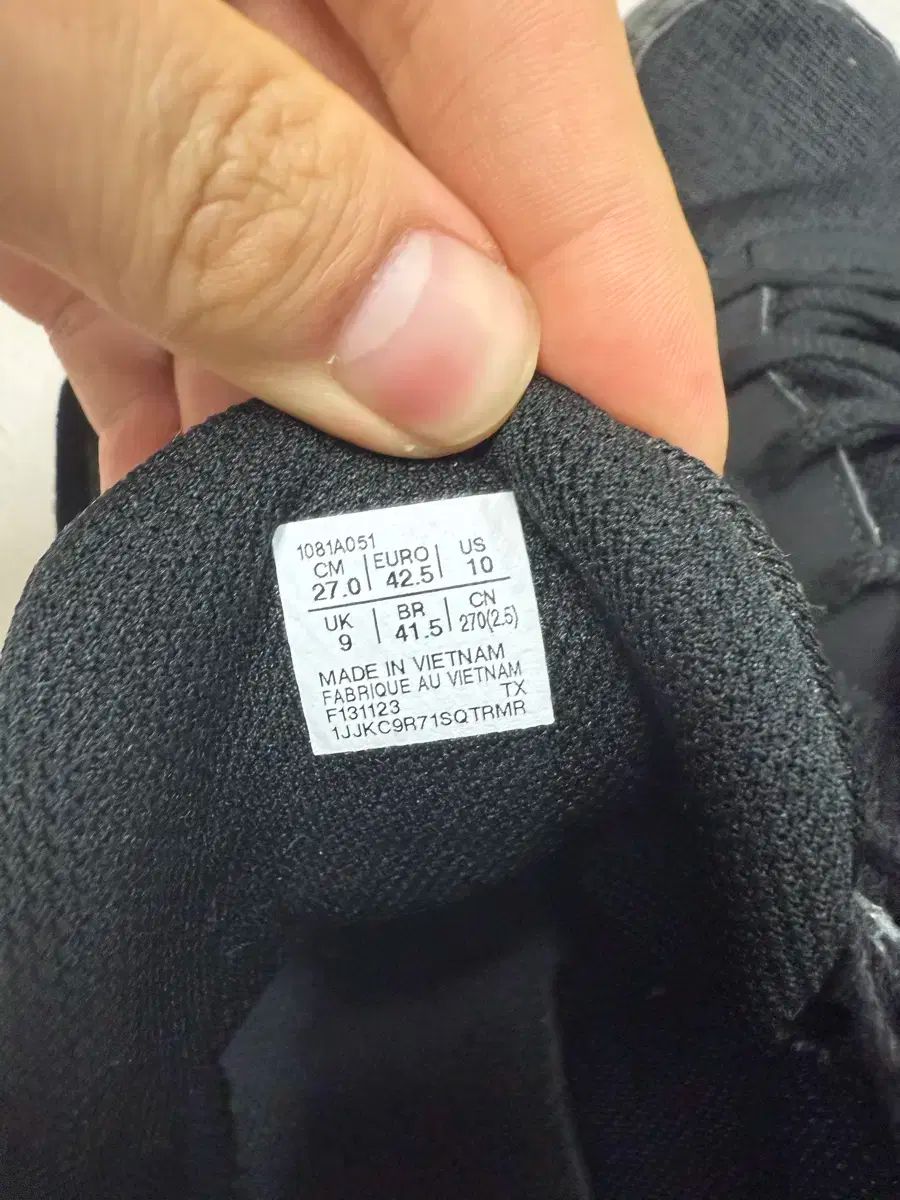 1081A051
CM 27.0 | EURO 42.5 | US 10
UK 9 | BR 41.5 | CN 270(2.5)
MADE IN VIETNAM
FABRIQUE AU VIETNAM
F131123 TX
1JJKC9R71SQTRMR